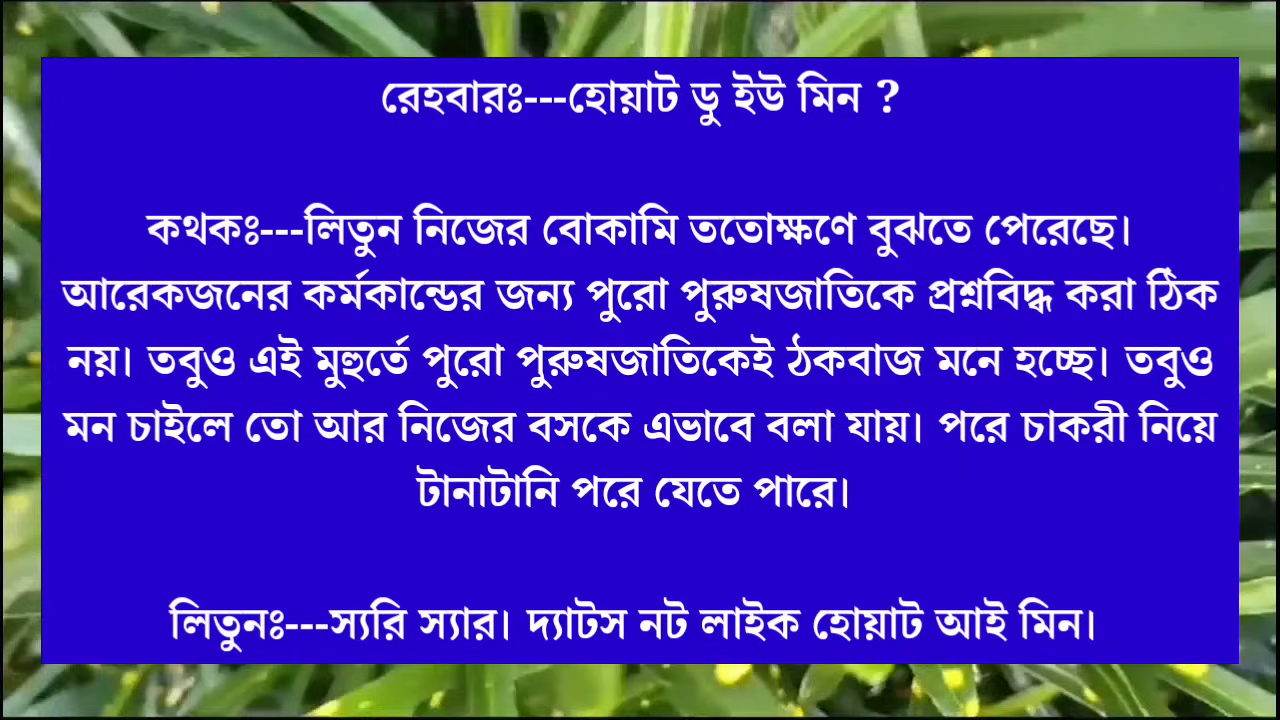 রেহবারঃ---হোয়াট ডু ইউ মিন ?
কথকঃ---লিতুন নিজের বোকামি ততোক্ষণে বুঝতে পেরেছে।
আরেকজনের কর্মকান্ডের জন্য পুরো পুরুষজাতিকে প্রশ্নবিদ্ধ করা ঠিক
নয়। তবুও এই মুহুর্তে পুরো পুরুষজাতিকেই ঠকবাজ মনে হচ্ছে। তবুও
মন চাইলে তো আর নিজের বসকে এভাবে বলা যায়। পরে চাকরী নিয়ে
টানাটানি পরে যেতে পারে।
লিতুনঃ---স্যরি স্যার। দ্যাটস নট লাইক হোয়াট আই মিন।